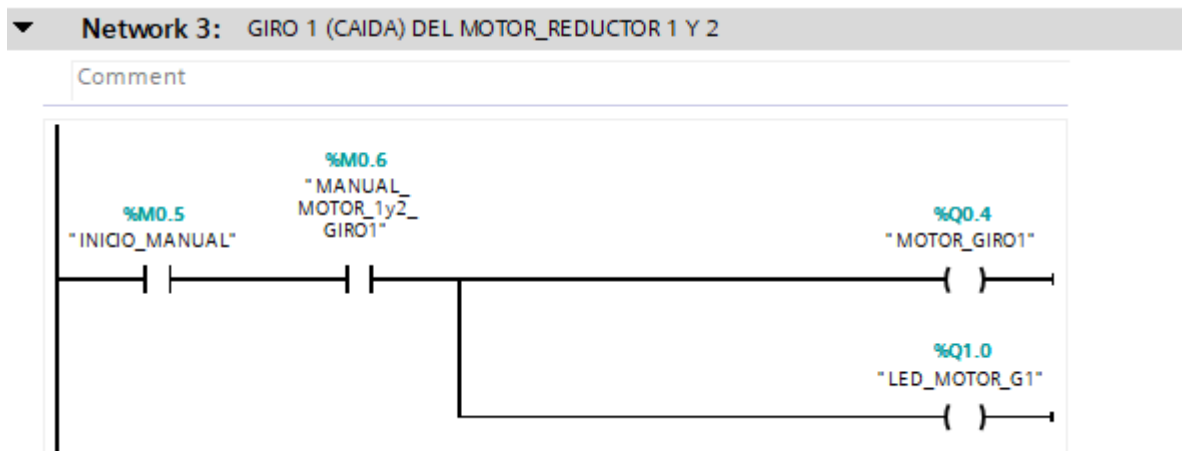 Network 3: GIRO 1 (CAIDA) DEL MOTOR_REDUCTOR 1 Y 2
Comment
%M0.5
"INICIO_MANUAL"
%M0.6
"MANUAL_
MOTOR_1y2_
GIRO1"
%Q0.4
"MOTOR_GIRO1"
%Q1.0
"LED_MOTOR_G1"